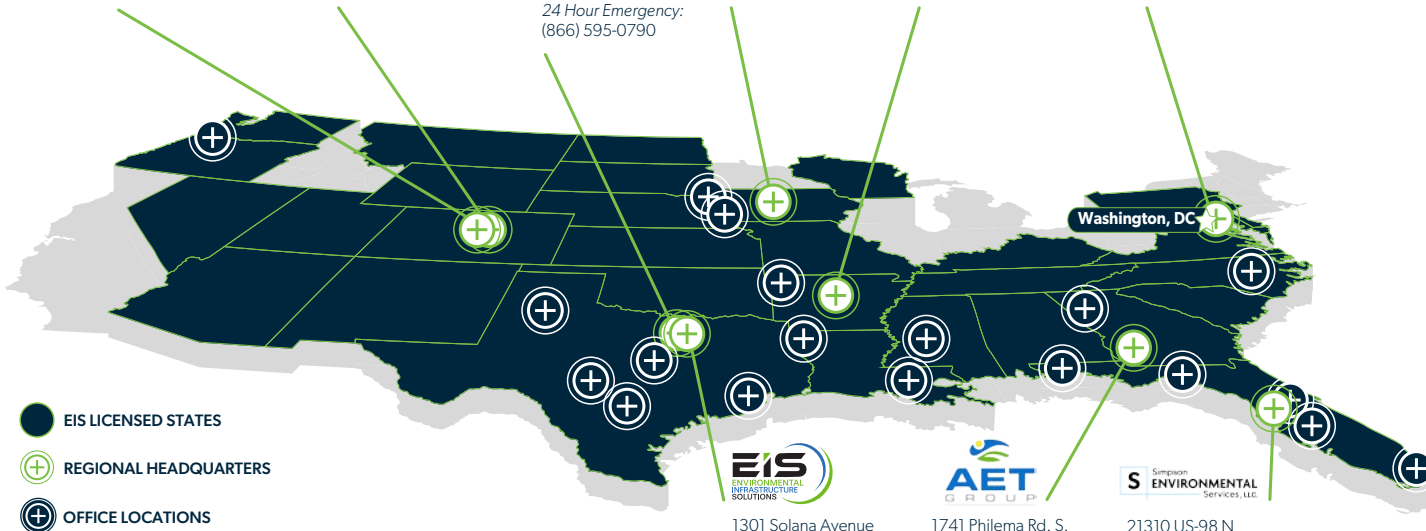 24 Hour Emergency:
(866) 595-0790
Washington, DC
EIS LICENSED STATES
REGIONAL HEADQUARTERS
OFFICE LOCATIONS
EIS
ENVIRONMENTAL
INFRASTRUCTURE
SOLUTIONS
1301 Solana Avenue
AET
GROUP
1741 Philema Rd. S.
S Simpson
ENVIRONMENTAL
Services, LLC.
21310 US-98 N